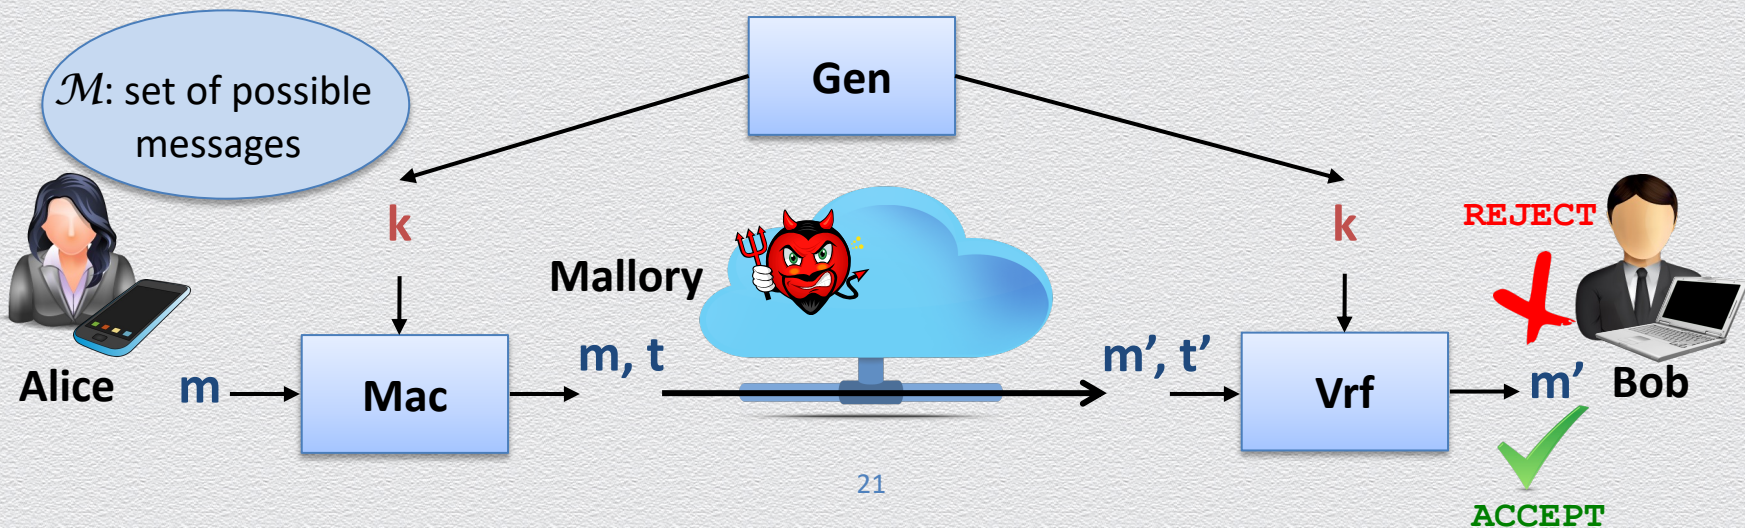 ℳ: set of possible
messages
Gen
k
k
REJECT
Mallory
m, t
m’, t’
Alice
m
Mac
Vrf
m’
Bob
21
ACCEPT